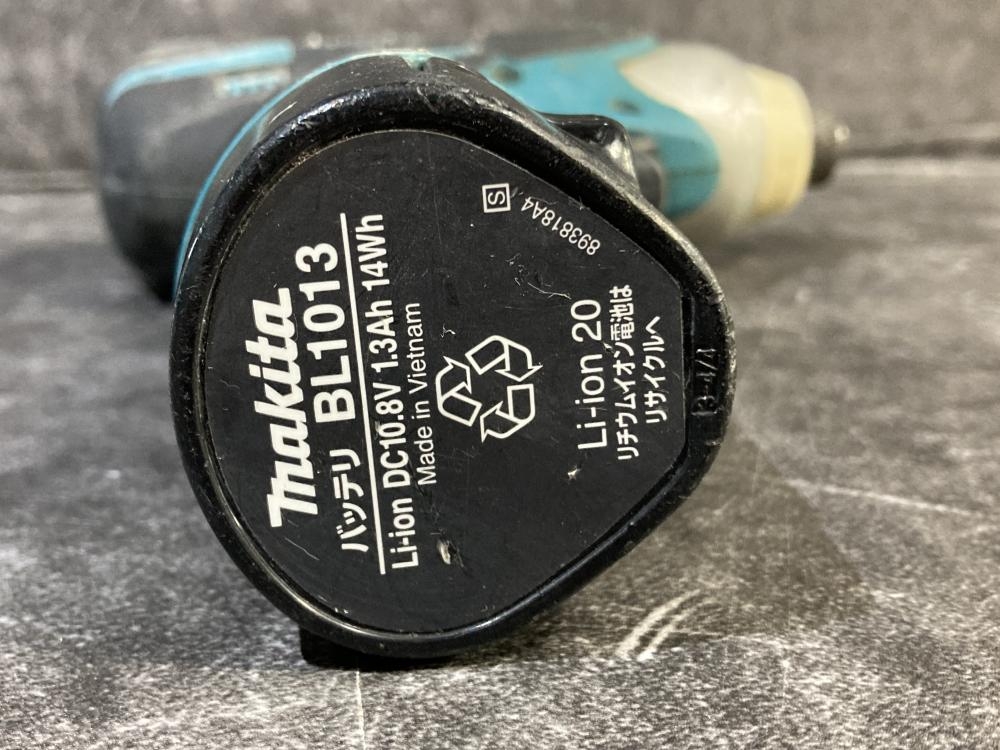 makita
バッテリ BL1013
Li-ion DC10.8V 1.3Ah 14Wh
Made in Vietnam
Li-ion 20
リチウムイオン電池は
リサイクルへ
S
893818A4